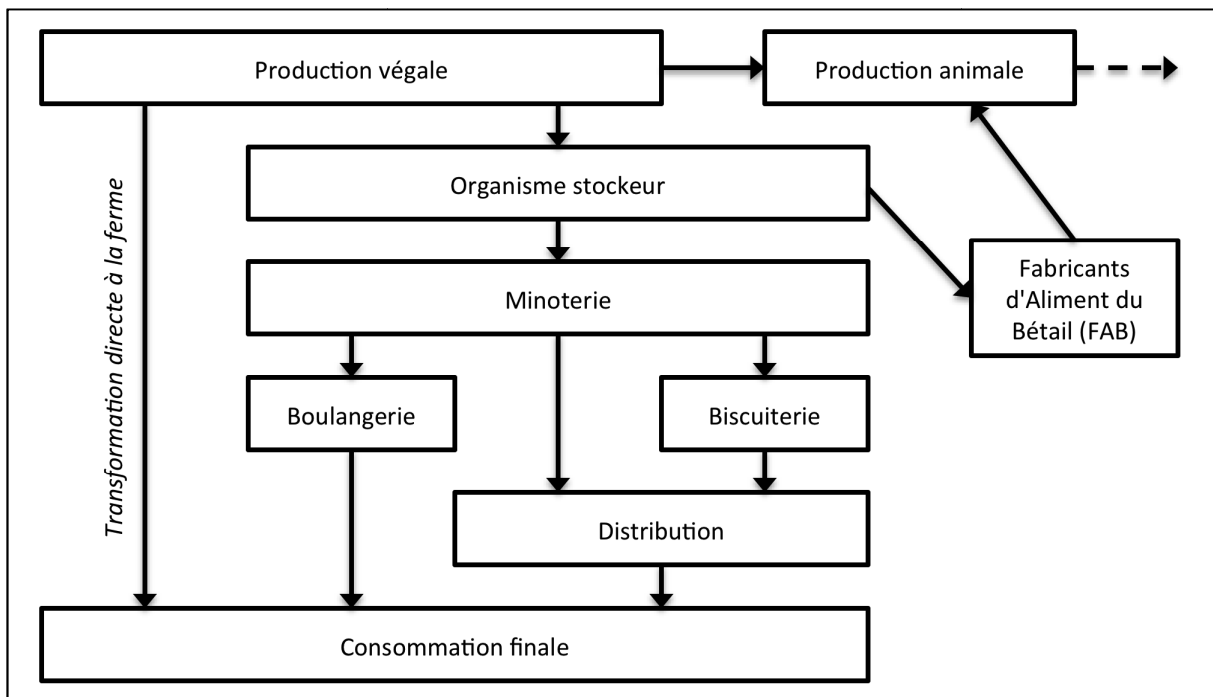 Production végale
Production animale
Organisme stockeur
Transformation directe à la ferme
Fabricants
d'Aliment du
Bétail (FAB)
Minoterie
Boulangerie
Biscuiterie
Distribution
Consommation finale